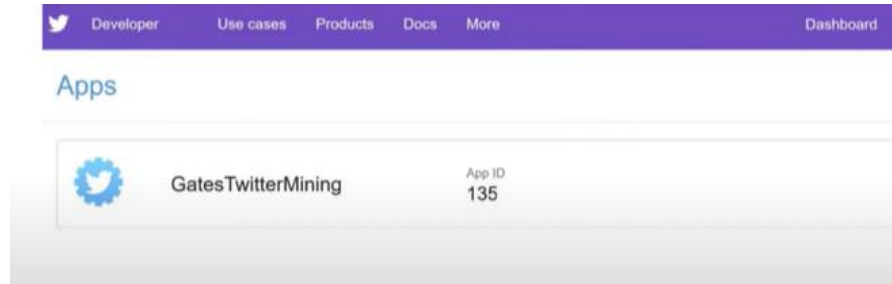 Developer Use cases Products Docs More Dashboard
Apps
GatesTwitterMining
App ID
135